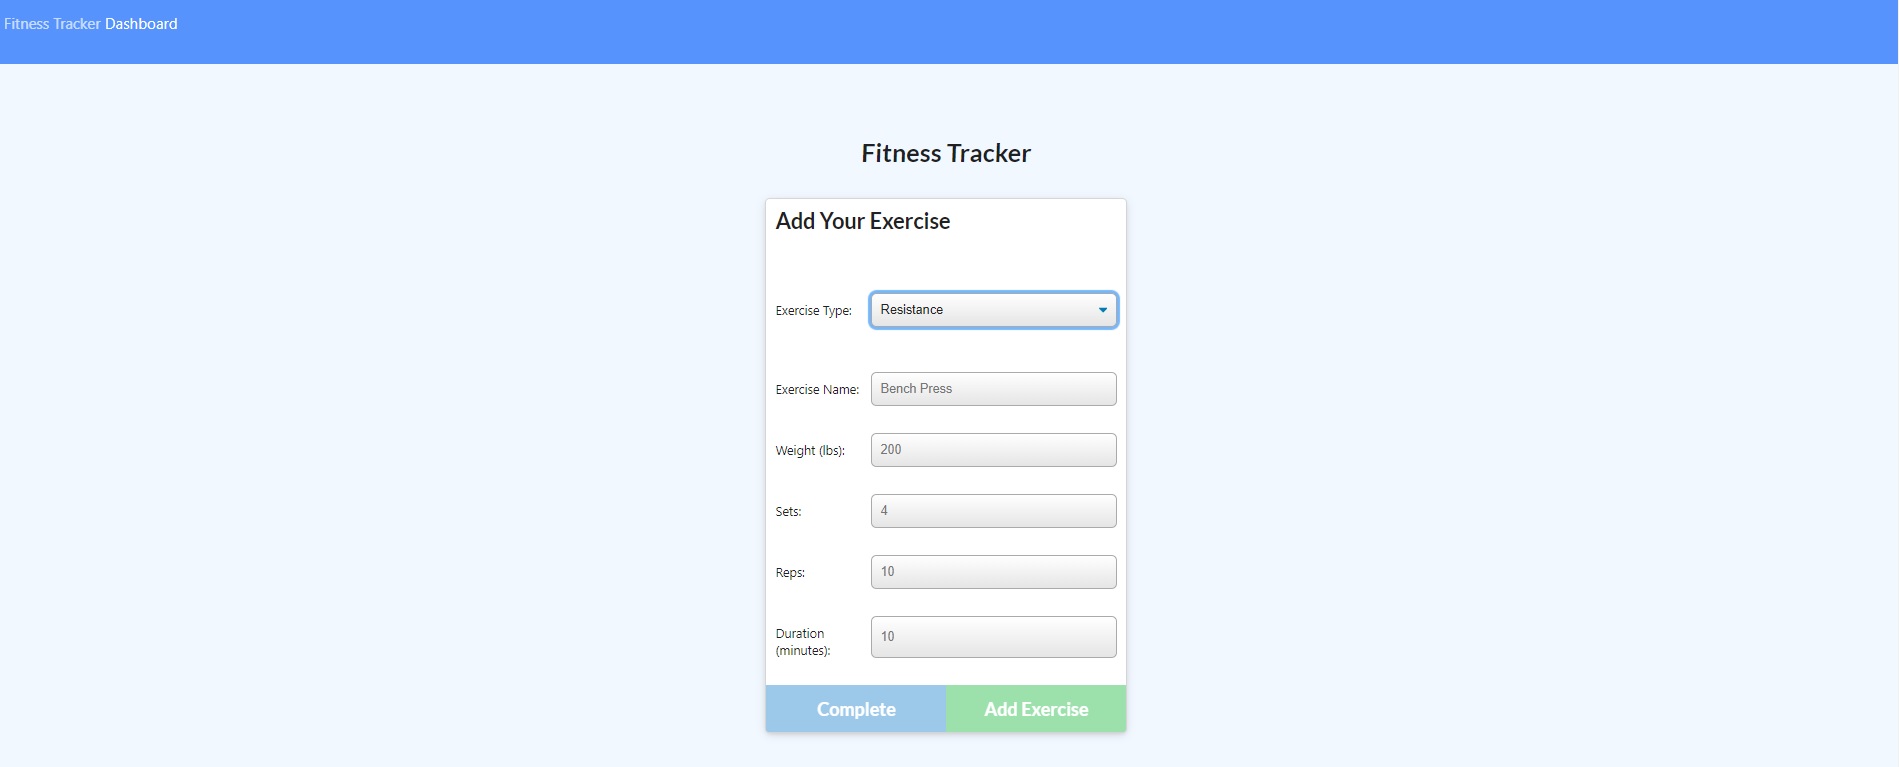 Fitness Tracker Dashboard
Fitness Tracker
Add Your Exercise
Exercise Type: Resistance
Exercise Name: Bench Press
Weight (lbs): 200
Sets: 4
Reps: 10
Duration (minutes): 10
Complete Add Exercise